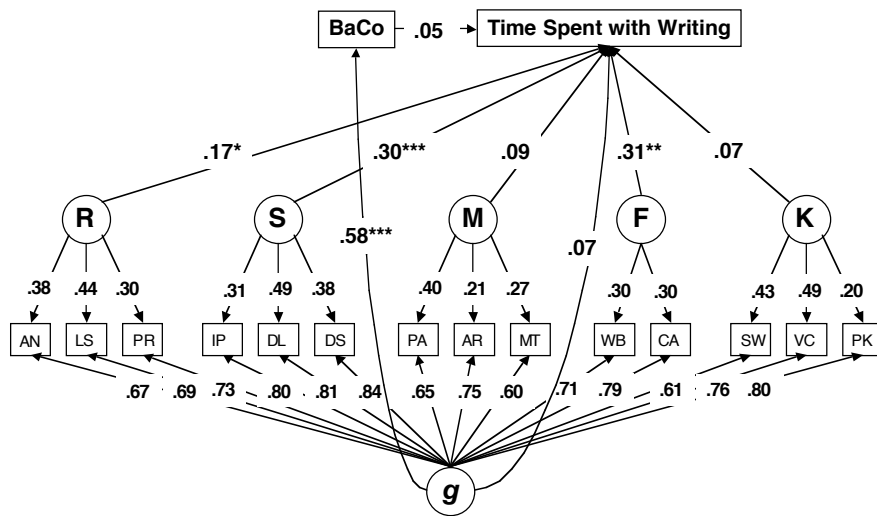 BaCo .05 Time Spent with Writing
.17* .30*** .09 .31** .07
R S M F K
.58*** .07
.38 .44 .30 .31 .49 .38 .40 .21 .27 .30 .30 .43 .49 .20
AN LS PR IP DL DS PA AR MT WB CA SW VC PK
.67 .69 .73 .80 .81 .84 .65 .75 .60 .71 .79 .61 .76 .80
g